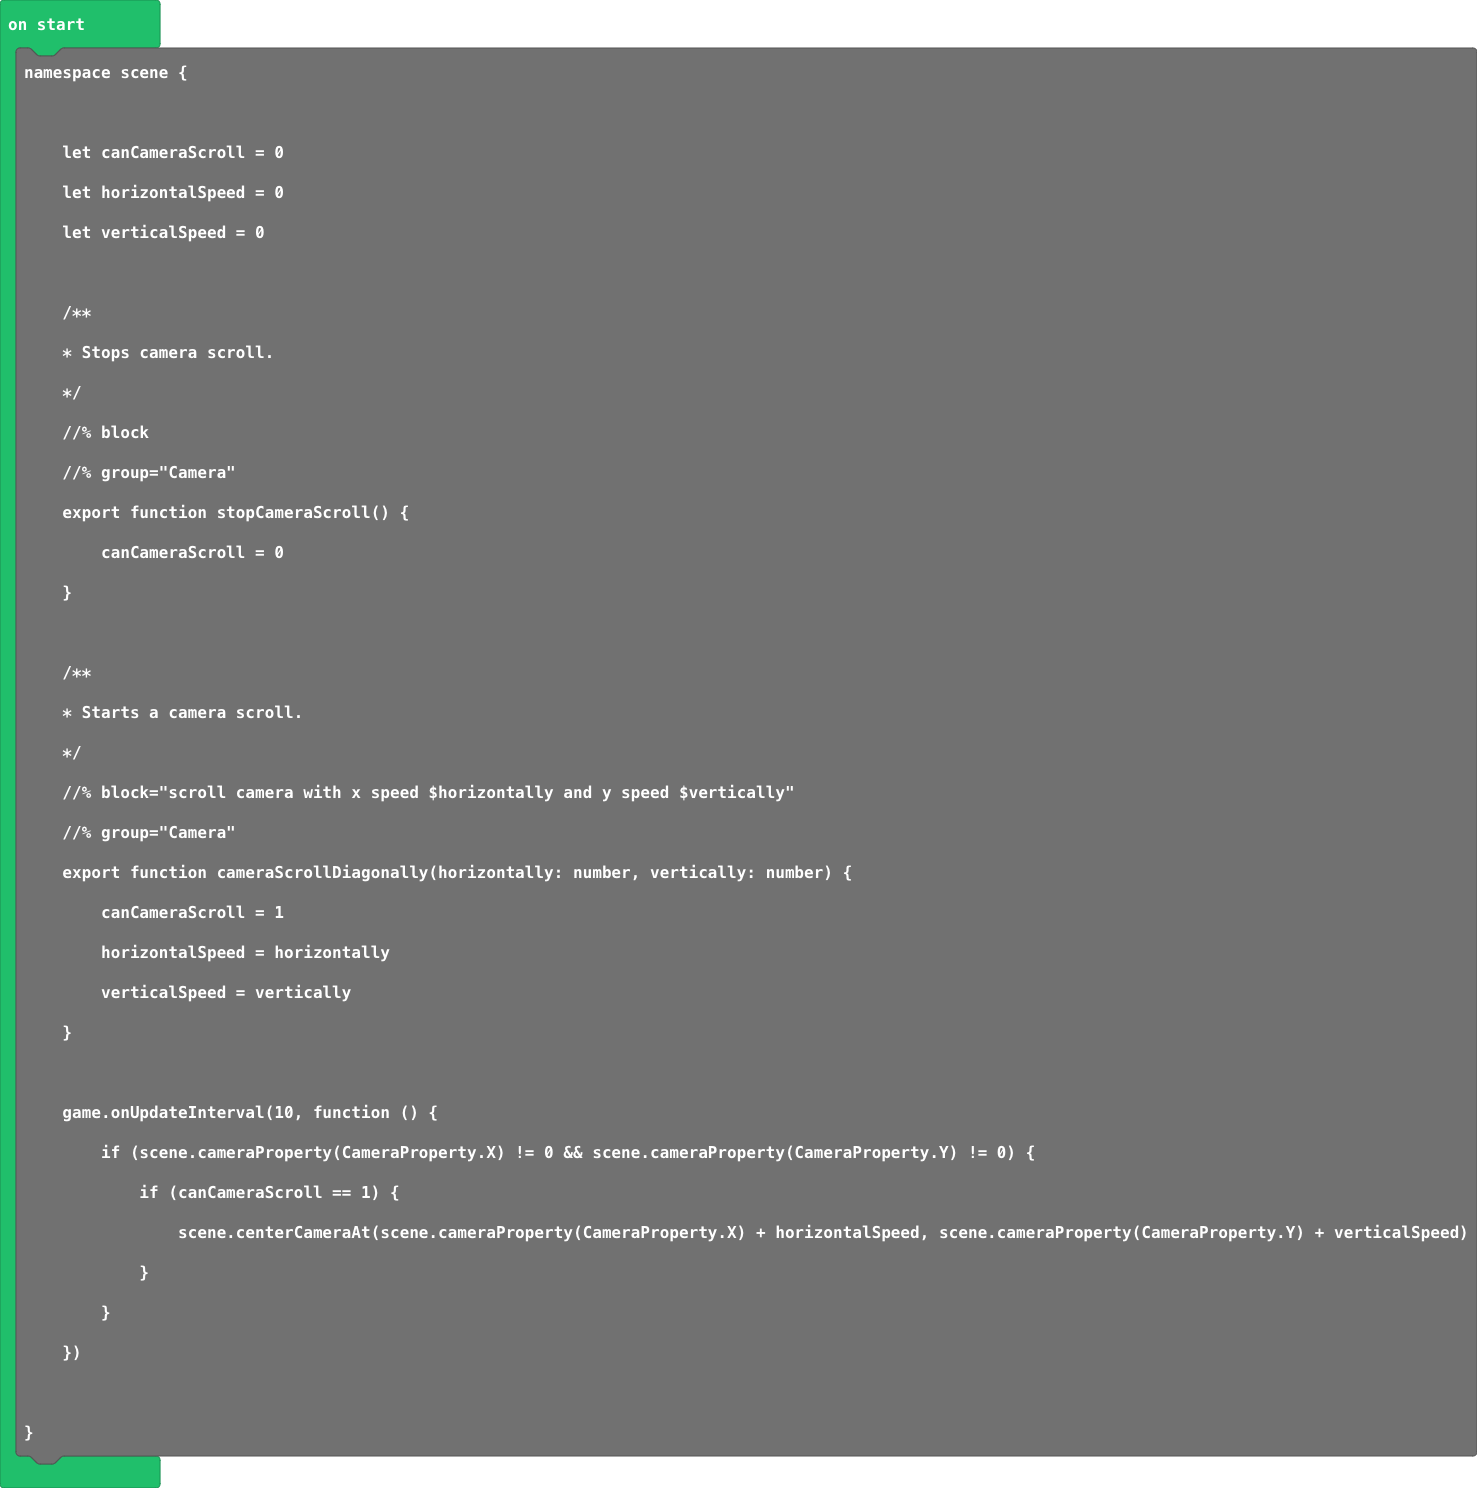 on start
namespace scene {
let canCameraScroll = 0
let horizontalSpeed = 0
let verticalSpeed = 0
/**
* Stops camera scroll.
*/
//% block
//% group="Camera"
export function stopCameraScroll() {
canCameraScroll = 0
}
/**
* Starts a camera scroll.
*/
//% block="scroll camera with x speed $horizontally and y speed $vertically"
//% group="Camera"
export function cameraScrollDiagonally(horizontally: number, vertically: number) {
canCameraScroll = 1
horizontalSpeed = horizontally
verticalSpeed = vertically
}
game.onUpdateInterval(10, function () {
if (scene.cameraProperty(CameraProperty.X) != 0 && scene.cameraProperty(CameraProperty.Y) != 0) {
if (canCameraScroll == 1) {
scene.centerCameraAt(scene.cameraProperty(CameraProperty.X) + horizontalSpeed, scene.cameraProperty(CameraProperty.Y) + verticalSpeed)
}
}
})
}